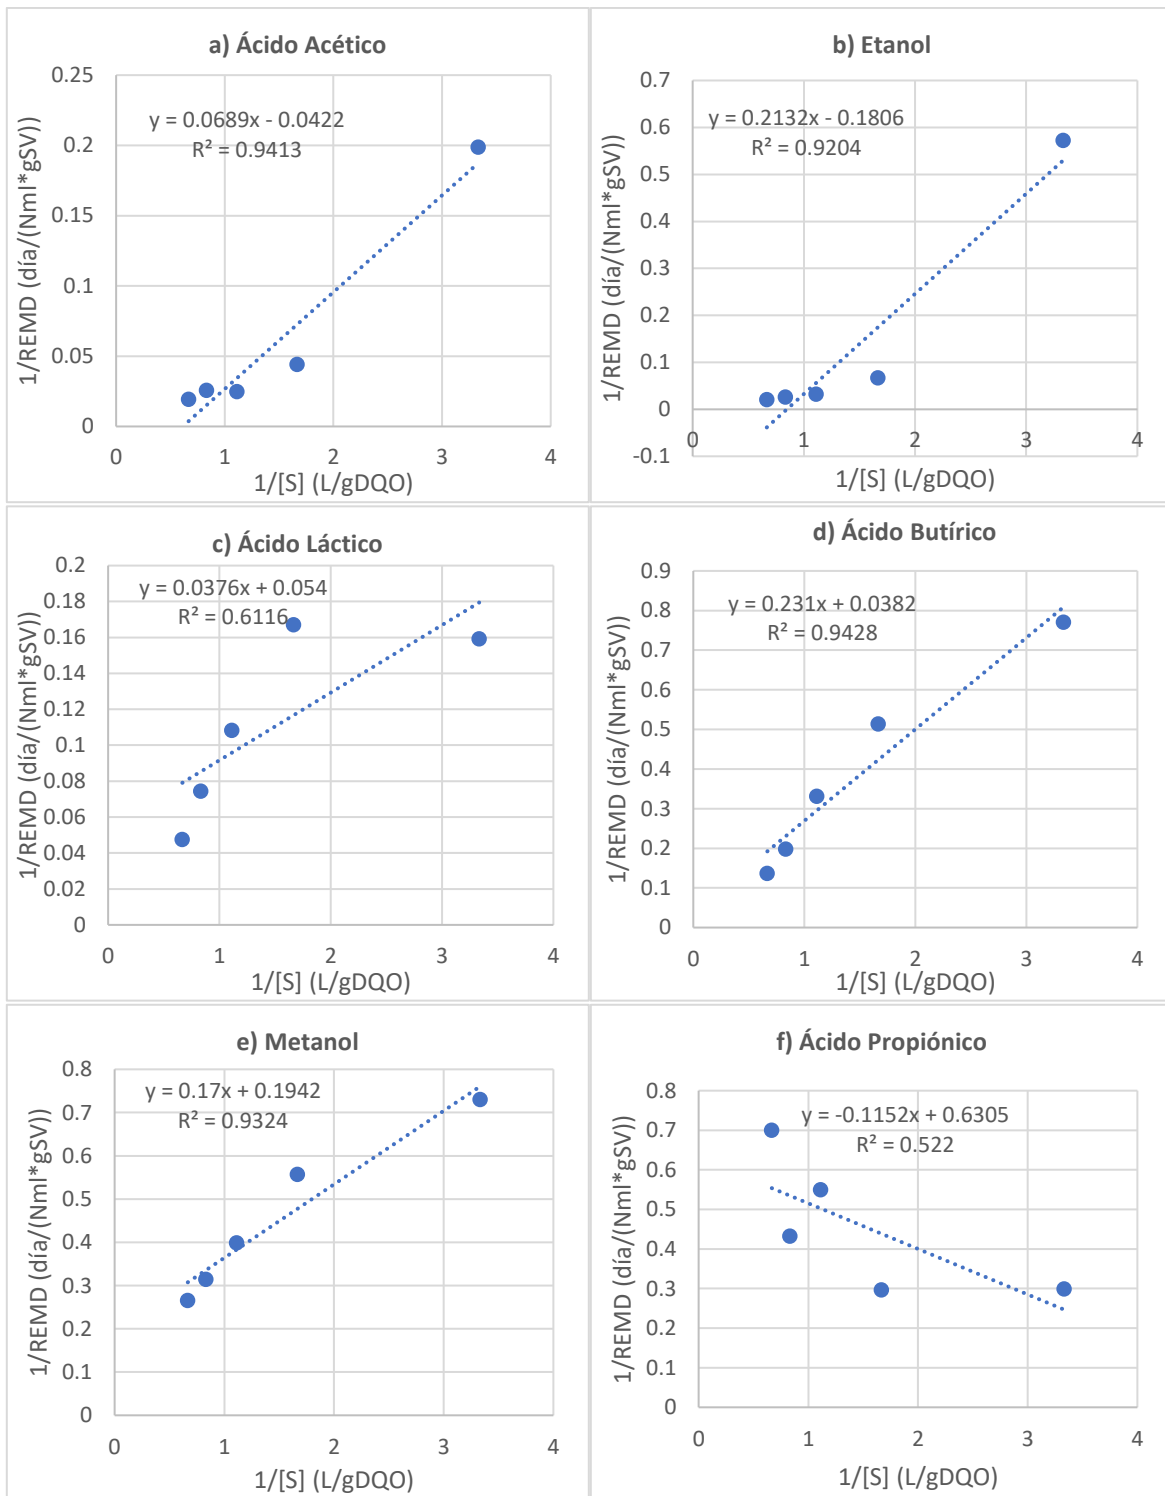 a) Ácido Acético
y = 0.0689x - 0.0422
R² = 0.9413
1/REMD (día/(Nml*gSV))
0.25
0.2
0.15
0.1
0.05
0
0 1 2 3 4
1/[S] (L/gDQO)
b) Etanol
y = 0.2132x - 0.1806
R² = 0.9204
1/REMD (día/(Nml*gSV))
0.7
0.6
0.5
0.4
0.3
0.2
0.1
0
-0.1
0 1 2 3 4
1/[S] (L/gDQO)
c) Ácido Láctico
y = 0.0376x + 0.054
R² = 0.6116
1/REMD (día/(Nml*gSV))
0.2
0.18
0.16
0.14
0.12
0.1
0.08
0.06
0.04
0.02
0
0 1 2 3 4
1/[S] (L/gDQO)
d) Ácido Butírico
y = 0.231x + 0.0382
R² = 0.9428
1/REMD (día/(Nml*gSV))
0.9
0.8
0.7
0.6
0.5
0.4
0.3
0.2
0.1
0
0 1 2 3 4
1/[S] (L/gDQO)
e) Metanol
y = 0.17x + 0.1942
R² = 0.9324
1/REMD (día/(Nml*gSV))
0.8
0.7
0.6
0.5
0.4
0.3
0.2
0.1
0
0 1 2 3 4
1/[S] (L/gDQO)
f) Ácido Propiónico
y = -0.1152x + 0.6305
R² = 0.522
1/REMD (día/(Nml*gSV))
0.8
0.7
0.6
0.5
0.4
0.3
0.2
0.1
0
0 1 2 3 4
1/[S] (L/gDQO)